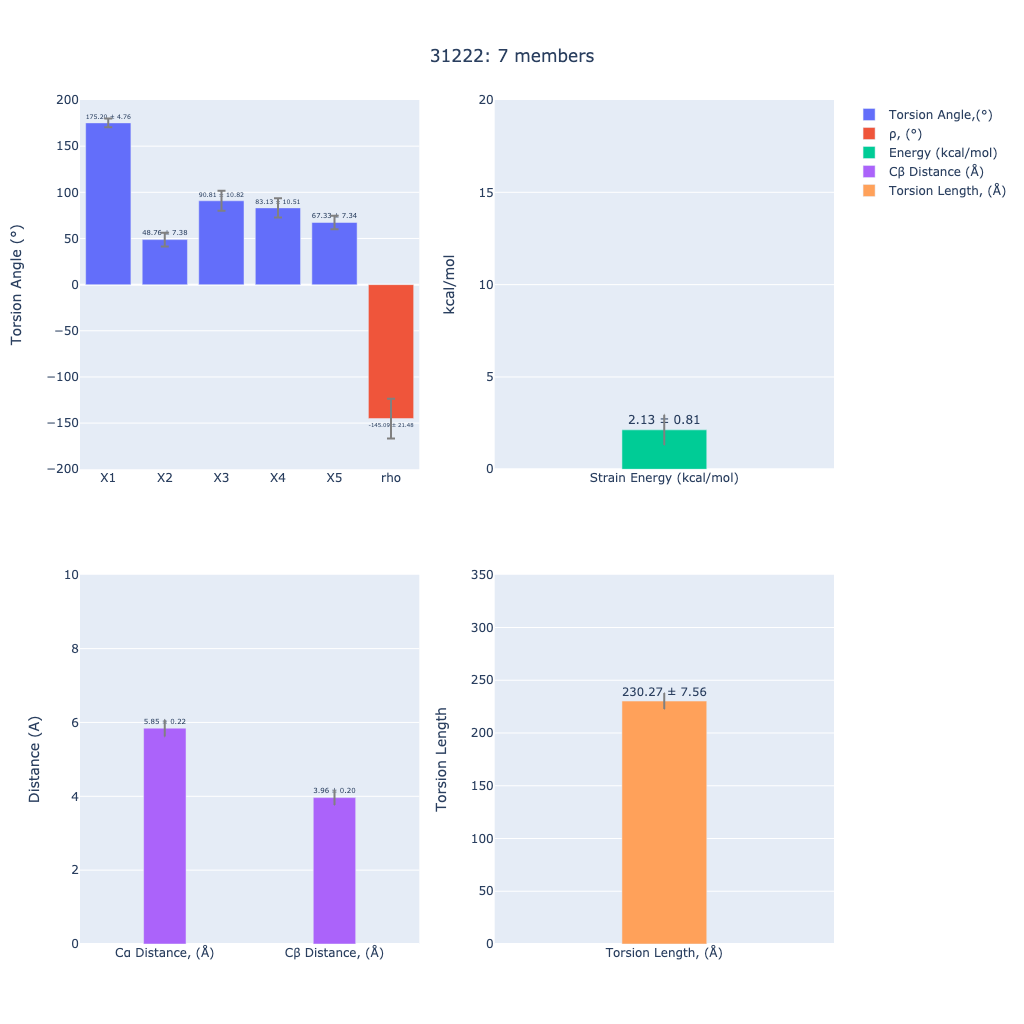 31222: 7 members
Torsion Angle (°)
200
150
100
50
0
−50
−100
−150
−200
175.20 ± 4.76
48.76 ± 7.38
90.81 ± 10.82
83.13 ± 10.51
67.33 ± 7.34
-145.09 ± 21.48
X1 X2 X3 X4 X5 rho
kcal/mol
20
15
10
5
0
2.13 ± 0.81
Strain Energy (kcal/mol)
Torsion Angle,(°)
ρ, (°)
Energy (kcal/mol)
Cβ Distance (Å)
Torsion Length, (Å)
Distance (A)
10
8
6
4
2
0
5.85 ± 0.22
3.96 ± 0.20
Cα Distance, (Å) Cβ Distance, (Å)
Torsion Length
350
300
250
200
150
100
50
0
230.27 ± 7.56
Torsion Length, (Å)